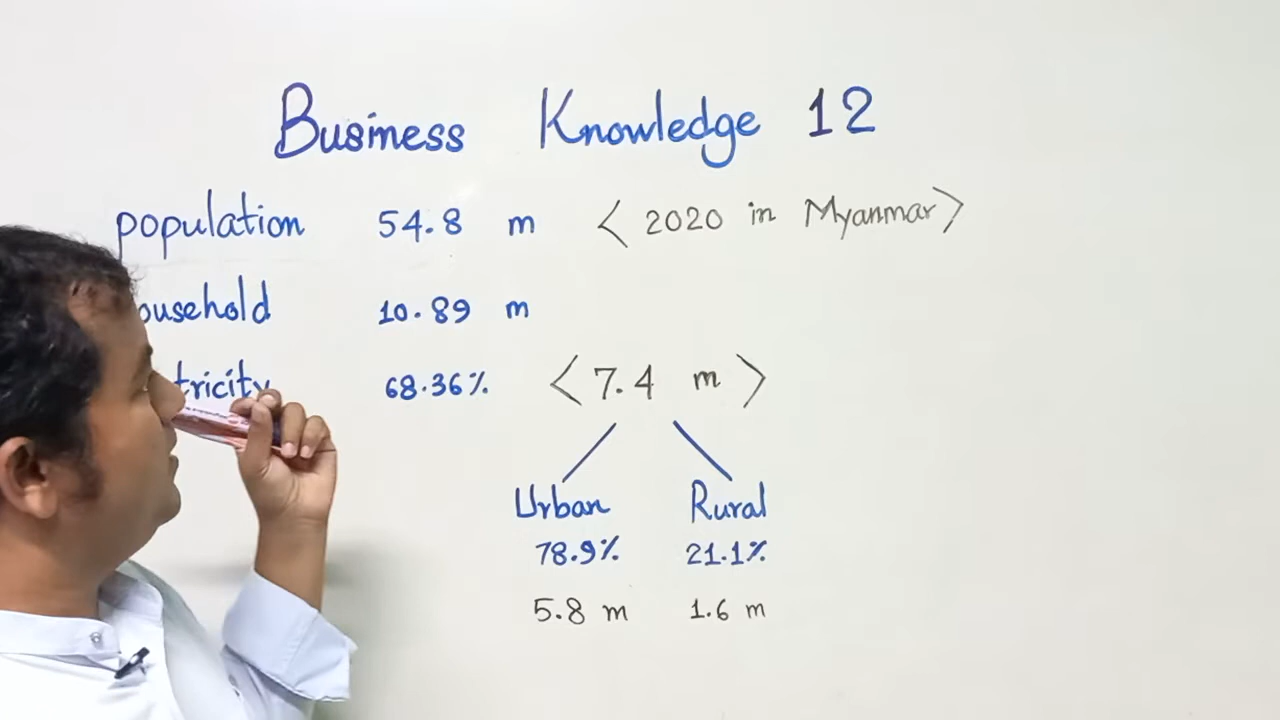 Business Knowledge 12
population 54.8 m < 2020 in Myanmar >
ousehold 10.89 m
tricity 68.36% < 7.4 m >
Urban Rural
78.9% 21.1%
5.8 m 1.6 m